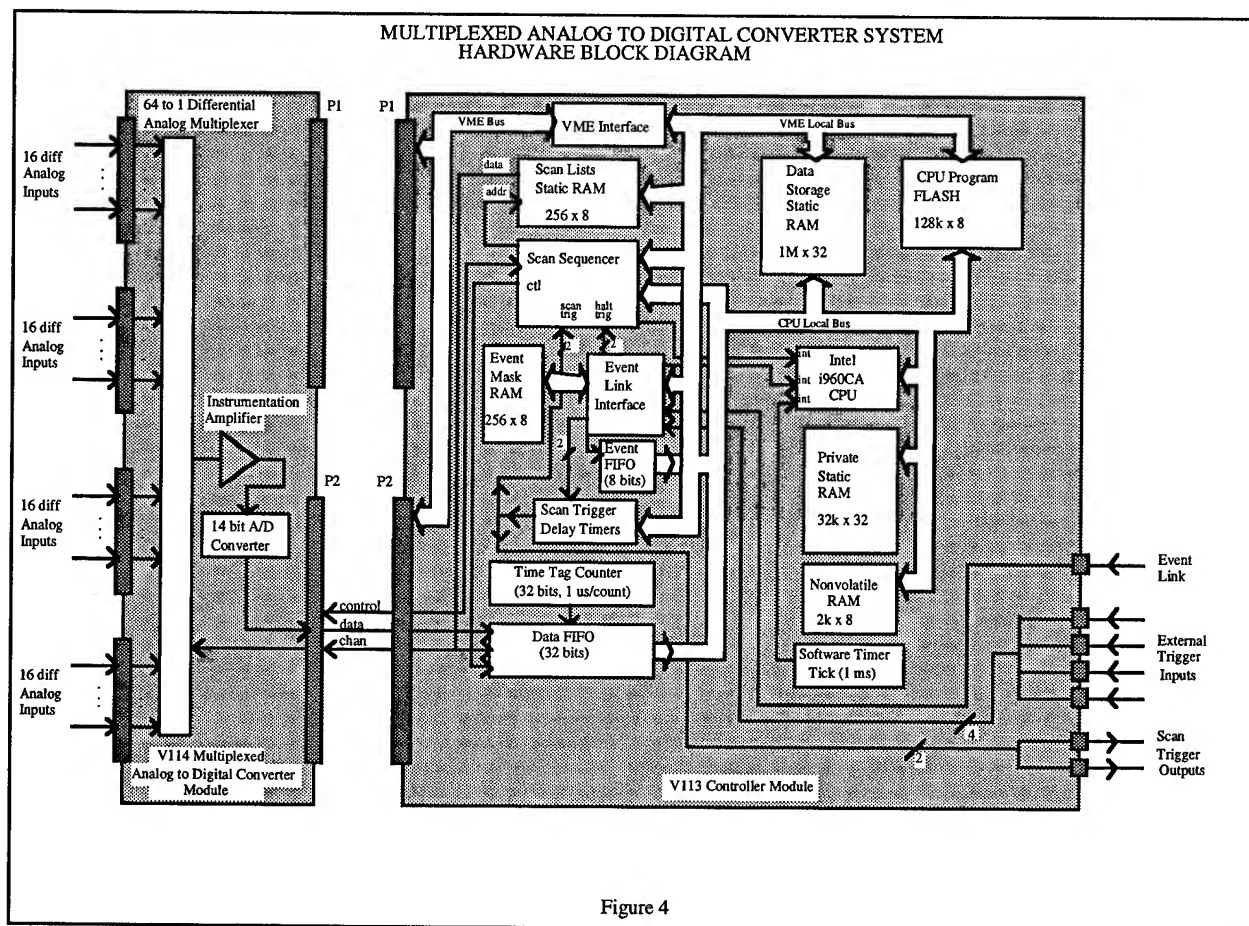 MULTIPLEXED ANALOG TO DIGITAL CONVERTER SYSTEM
HARDWARE BLOCK DIAGRAM
64 to 1 Differential
Analog Multiplexer
P1
16 diff
Analog
Inputs
16 diff
Analog
Inputs
Instrumentation
Amplifier
16 diff
Analog
Inputs
P2
14 bit A/D
Converter
16 diff
Analog
Inputs
V114 Multiplexed
Analog to Digital Converter
Module
control
data
chan
P1
P2
VME Bus
VME Interface
VME Local Bus
data
addr
Scan Lists
Static RAM
256 x 8
Scan Sequencer
ctl
scan
trig
halt
trig
2
2
Event
Mask
RAM
256 x 8
Event
Link
Interface
2
Event
FIFO
(8 bits)
Scan Trigger
Delay Timers
Time Tag Counter
(32 bits, 1 us/count)
Data FIFO
(32 bits)
Data
Storage
Static
RAM
1M x 32
CPU Program
FLASH
128k x 8
CPU Local Bus
int
int
int
Intel
i960CA
CPU
Private
Static
RAM
32k x 32
Nonvolatile
RAM
2k x 8
Software Timer
Tick (1 ms)
4
2
V113 Controller Module
Event
Link
External
Trigger
Inputs
Scan
Trigger
Outputs
Figure 4